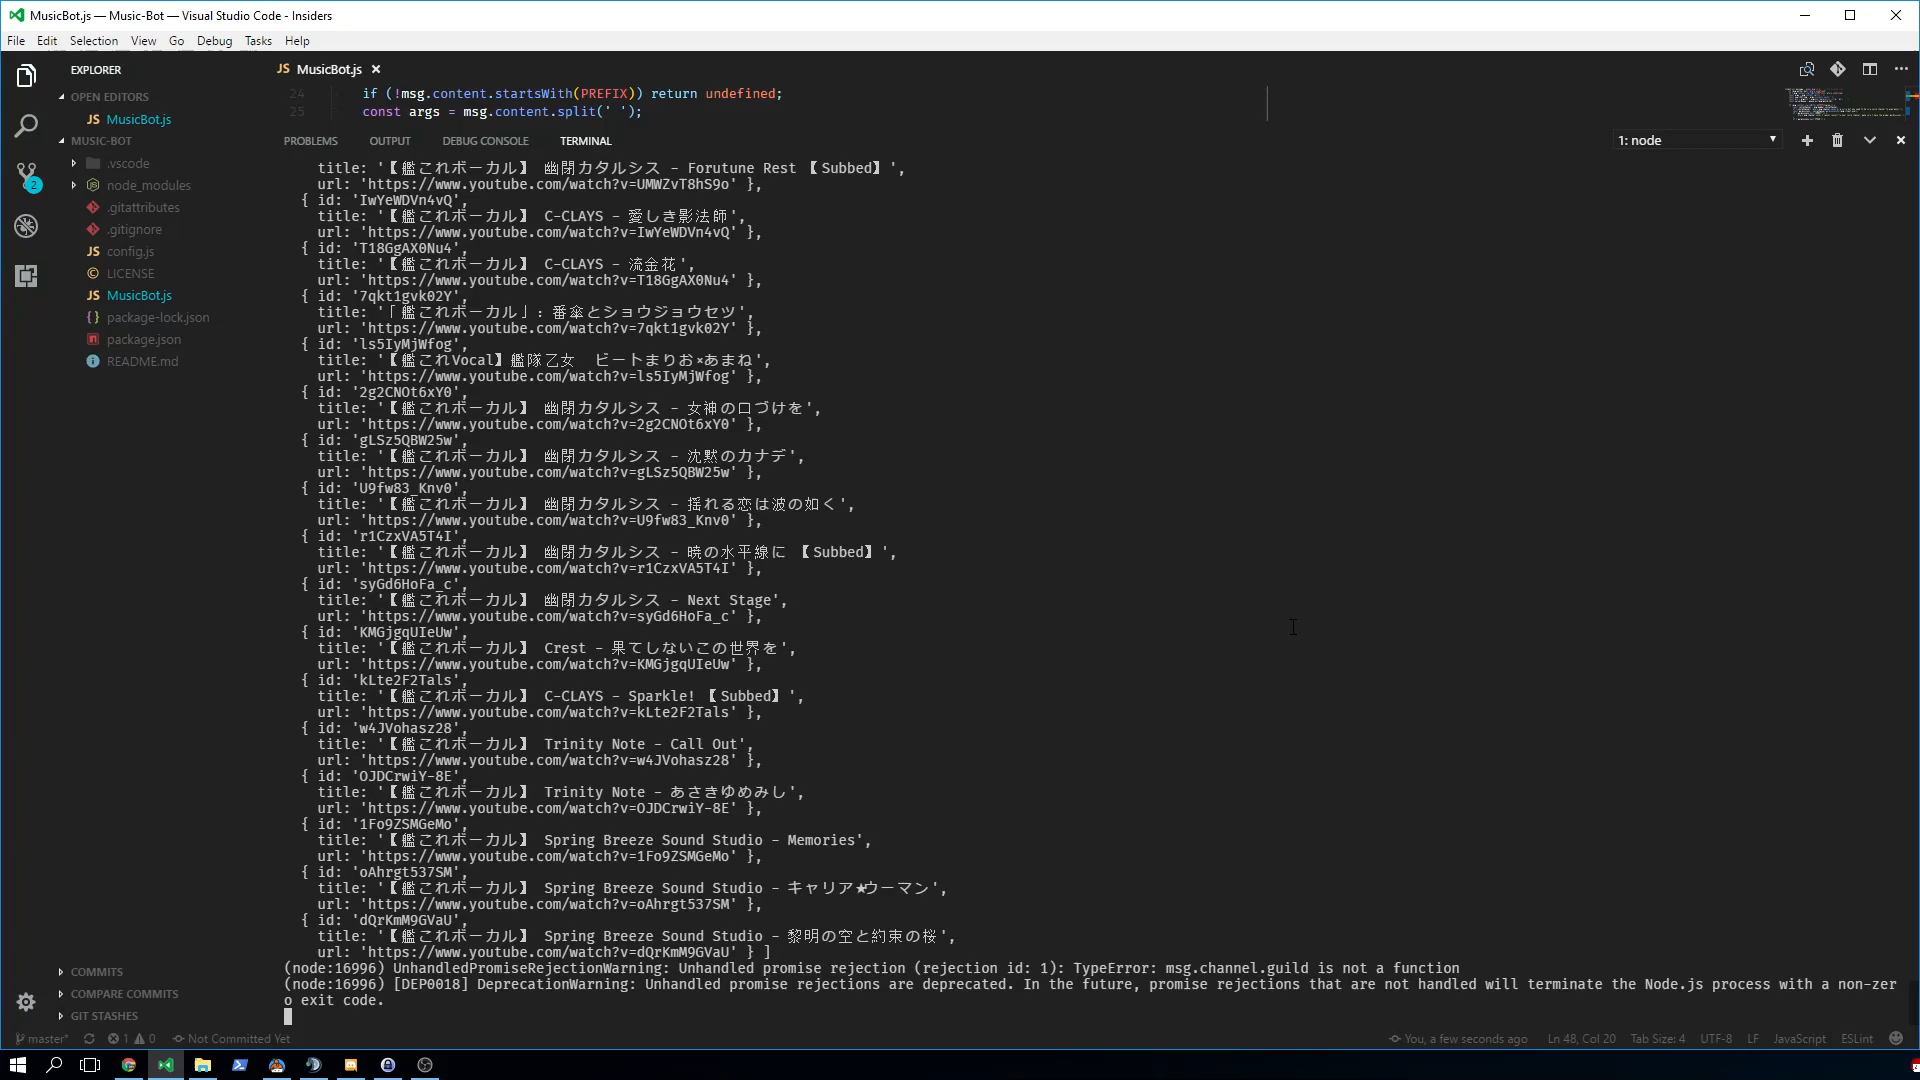 MusicBot.js — Music-Bot — Visual Studio Code - Insiders
File Edit Selection View Go Debug Tasks Help
EXPLORER
OPEN EDITORS
JS MusicBot.js
MUSIC-BOT
.vscode
node_modules
.gitattributes
.gitignore
JS config.js
LICENSE
JS MusicBot.js
{ } package-lock.json
package.json
README.md
COMMITS
COMPARE COMMITS
GIT STASHES
2
JS MusicBot.js
24 if (!msg.content.startsWith(PREFIX)) return undefined;
25 const args = msg.content.split(' ');
PROBLEMS OUTPUT DEBUG CONSOLE TERMINAL 1: node
title: '【艦これボーカル】 幽閉カタルシス - Forutune Rest 【Subbed】',
url: 'https://www.youtube.com/watch?v=UMWZvT8hS9o' },
{ id: 'IwYeWDVn4vQ',
title: '【艦これボーカル】 C-CLAYS - 愛しき影法師',
url: 'https://www.youtube.com/watch?v=IwYeWDVn4vQ' },
{ id: 'T18GgAX0Nu4',
title: '【艦これボーカル】 C-CLAYS - 流金花',
url: 'https://www.youtube.com/watch?v=T18GgAX0Nu4' },
{ id: '7qkt1gvk02Y',
title: '「艦これボーカル」: 番傘とショウジョウセツ',
url: 'https://www.youtube.com/watch?v=7qkt1gvk02Y' },
{ id: 'ls5IyMjWfog',
title: '【艦これVocal】艦隊乙女　ビートまりお×あまね',
url: 'https://www.youtube.com/watch?v=ls5IyMjWfog' },
{ id: '2g2CNOt6xY0',
title: '【艦これボーカル】 幽閉カタルシス - 女神の口づけを',
url: 'https://www.youtube.com/watch?v=2g2CNOt6xY0' },
{ id: 'gLSz5QBW25w',
title: '【艦これボーカル】 幽閉カタルシス - 沈黙のカナデ',
url: 'https://www.youtube.com/watch?v=gLSz5QBW25w' },
{ id: 'U9fw83_Knv0',
title: '【艦これボーカル】 幽閉カタルシス - 揺れる恋は波の如く',
url: 'https://www.youtube.com/watch?v=U9fw83_Knv0' },
{ id: 'r1CzxVA5T4I',
title: '【艦これボーカル】 幽閉カタルシス - 暁の水平線に 【Subbed】',
url: 'https://www.youtube.com/watch?v=r1CzxVA5T4I' },
{ id: 'syGd6HoFa_c',
title: '【艦これボーカル】 幽閉カタルシス - Next Stage',
url: 'https://www.youtube.com/watch?v=syGd6HoFa_c' },
{ id: 'KMGjgqUIeUw',
title: '【艦これボーカル】 Crest - 果てしないこの世界を',
url: 'https://www.youtube.com/watch?v=KMGjgqUIeUw' },
{ id: 'kLte2F2Tals',
title: '【艦これボーカル】 C-CLAYS - Sparkle! 【Subbed】',
url: 'https://www.youtube.com/watch?v=kLte2F2Tals' },
{ id: 'w4JVohasz28',
title: '【艦これボーカル】 Trinity Note - Call Out',
url: 'https://www.youtube.com/watch?v=w4JVohasz28' },
{ id: 'OJDCrwiY-8E',
title: '【艦これボーカル】 Trinity Note - あさきゆめみし',
url: 'https://www.youtube.com/watch?v=OJDCrwiY-8E' },
{ id: '1Fo9ZSMGeMo',
title: '【艦これボーカル】 Spring Breeze Sound Studio - Memories',
url: 'https://www.youtube.com/watch?v=1Fo9ZSMGeMo' },
{ id: 'oAhrgt537SM',
title: '【艦これボーカル】 Spring Breeze Sound Studio - キャリア★ウーマン',
url: 'https://www.youtube.com/watch?v=oAhrgt537SM' },
{ id: 'dQrKmM9GVaU',
title: '【艦これボーカル】 Spring Breeze Sound Studio - 黎明の空と約束の桜',
url: 'https://www.youtube.com/watch?v=dQrKmM9GVaU' } ]
(node:16996) UnhandledPromiseRejectionWarning: Unhandled promise rejection (rejection id: 1): TypeError: msg.channel.guild is not a function
(node:16996) [DEP0018] DeprecationWarning: Unhandled promise rejections are deprecated. In the future, promise rejections that are not handled will terminate the Node.js process with a non-zer
o exit code.
master* 1 0 Not Committed Yet You, a few seconds ago Ln 48, Col 20 Tab Size: 4 UTF-8 LF JavaScript ESLint